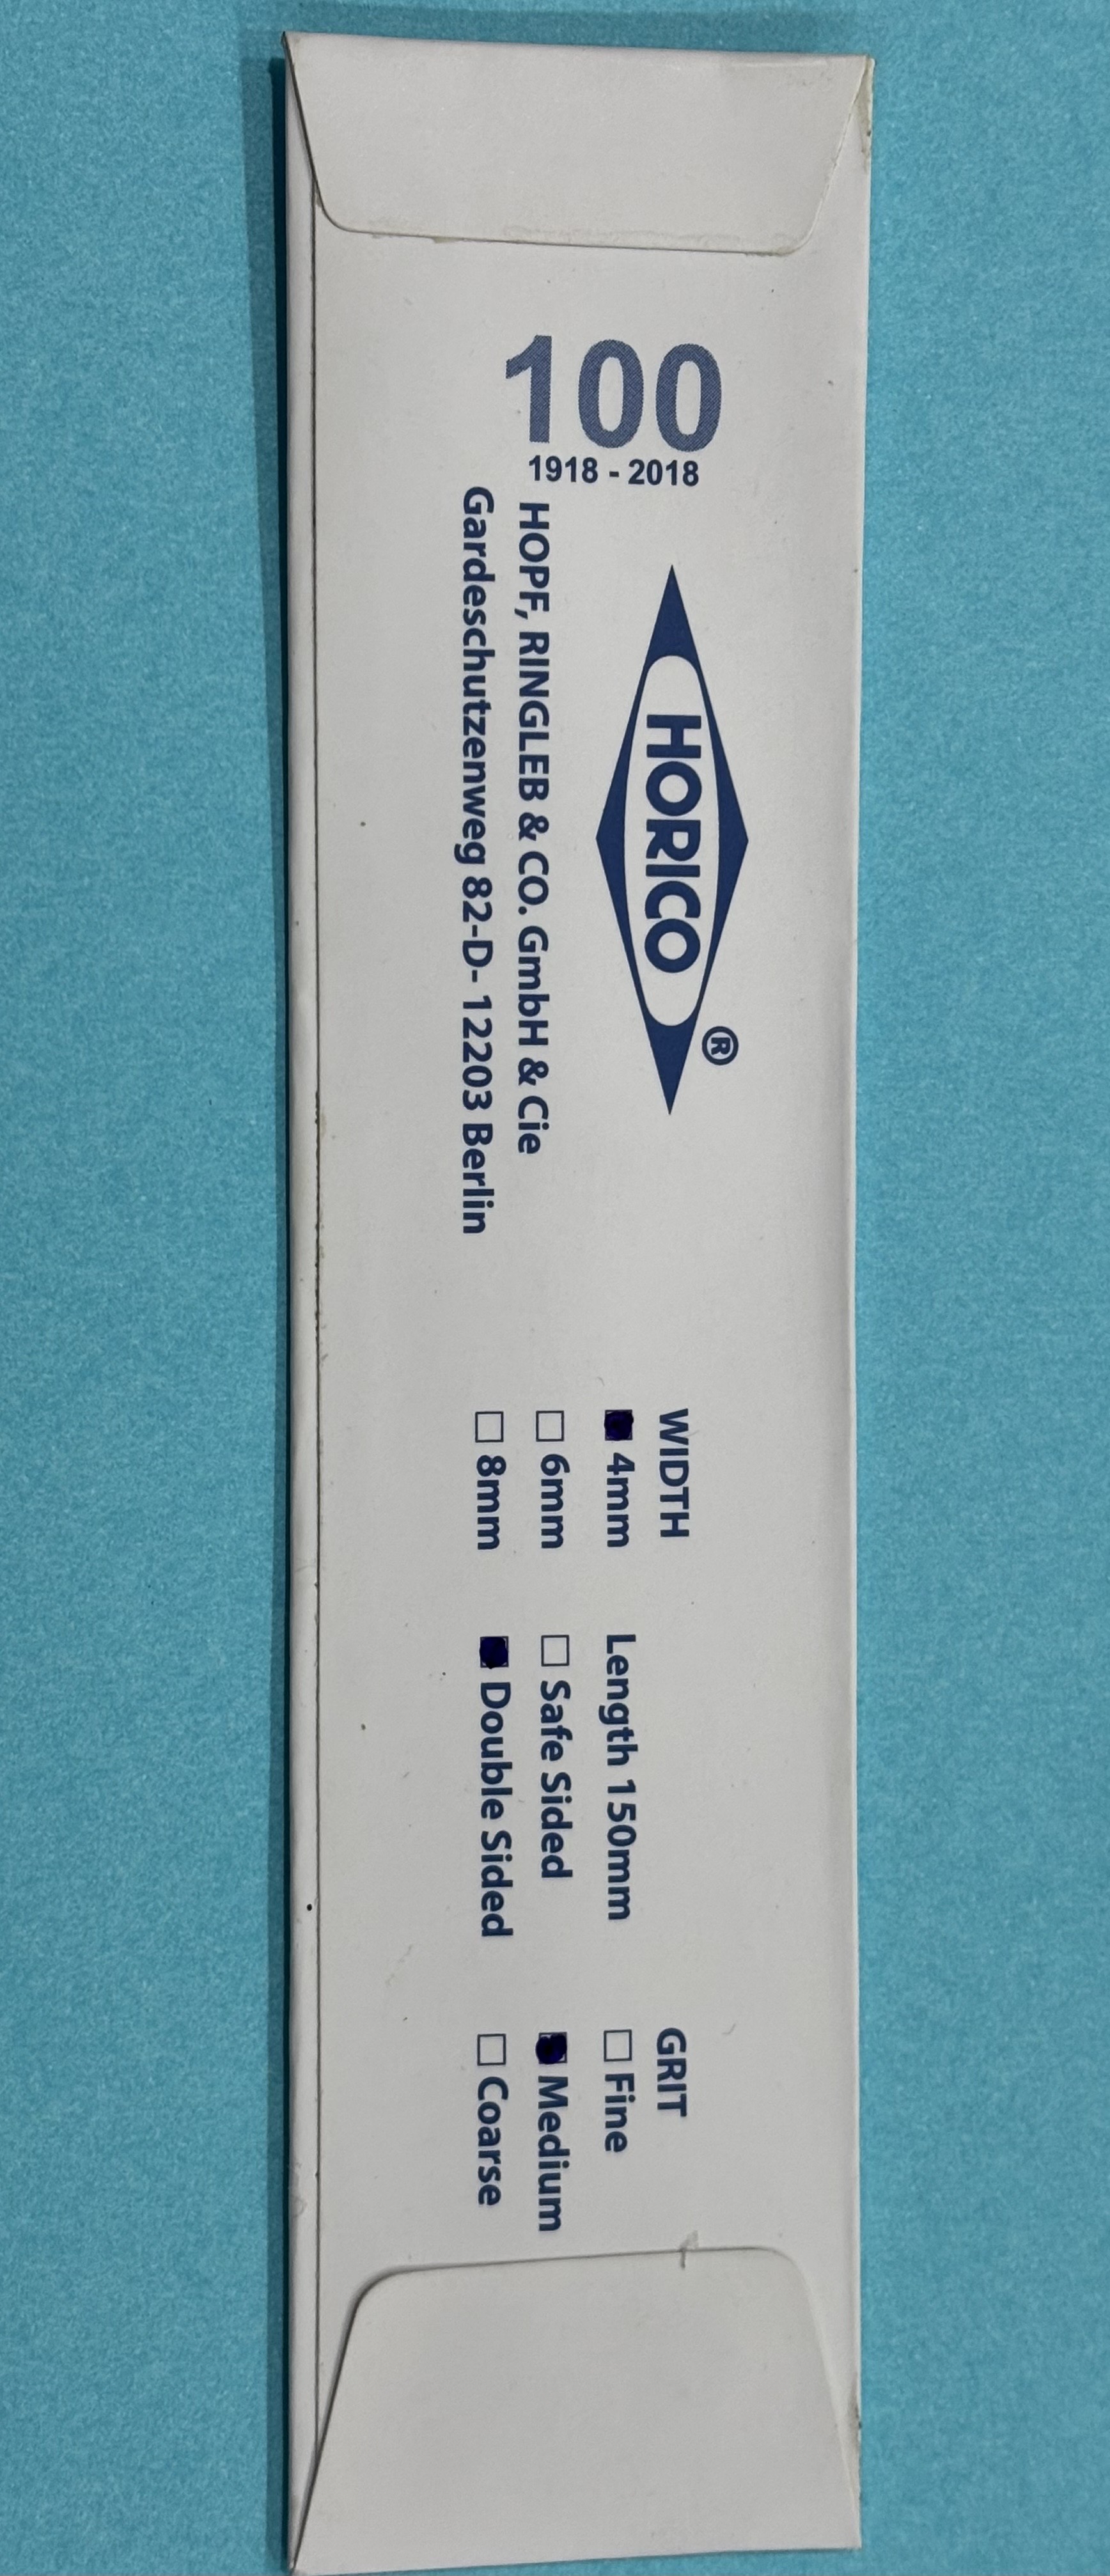 100
1918 - 2018
HORICO®
HOPF, RINGLEB & CO. GmbH & Cie
Gardeschutzenweg 82-D- 12203 Berlin
WIDTH
4mm
6mm
8mm
Length 150mm
Safe Sided
Double Sided
GRIT
Fine
Medium
Coarse